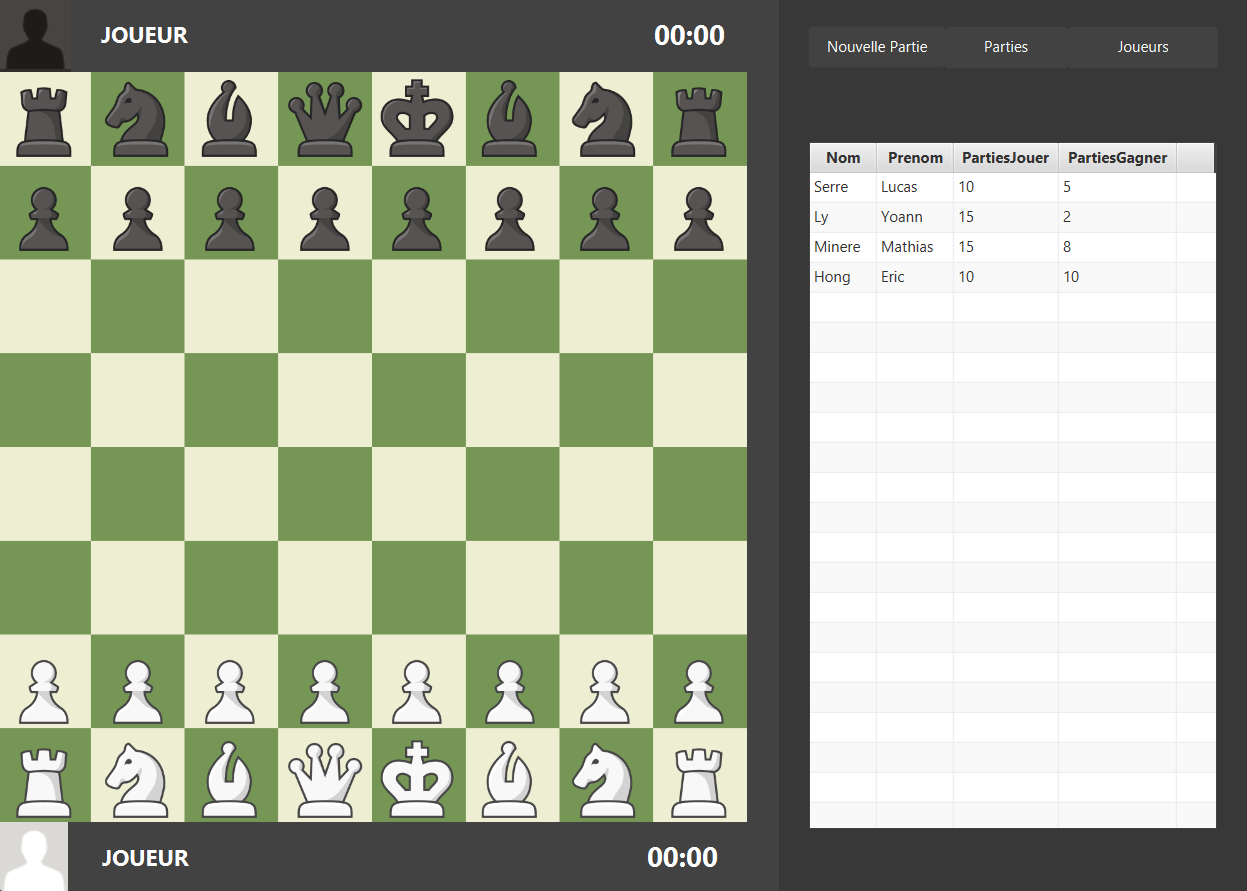 JOUEUR 00:00
Nouvelle Partie Parties Joueurs
Nom Prenom PartiesJouer PartiesGagner
Serre Lucas 10 5
Ly Yoann 15 2
Minere Mathias 15 8
Hong Eric 10 10
JOUEUR 00:00